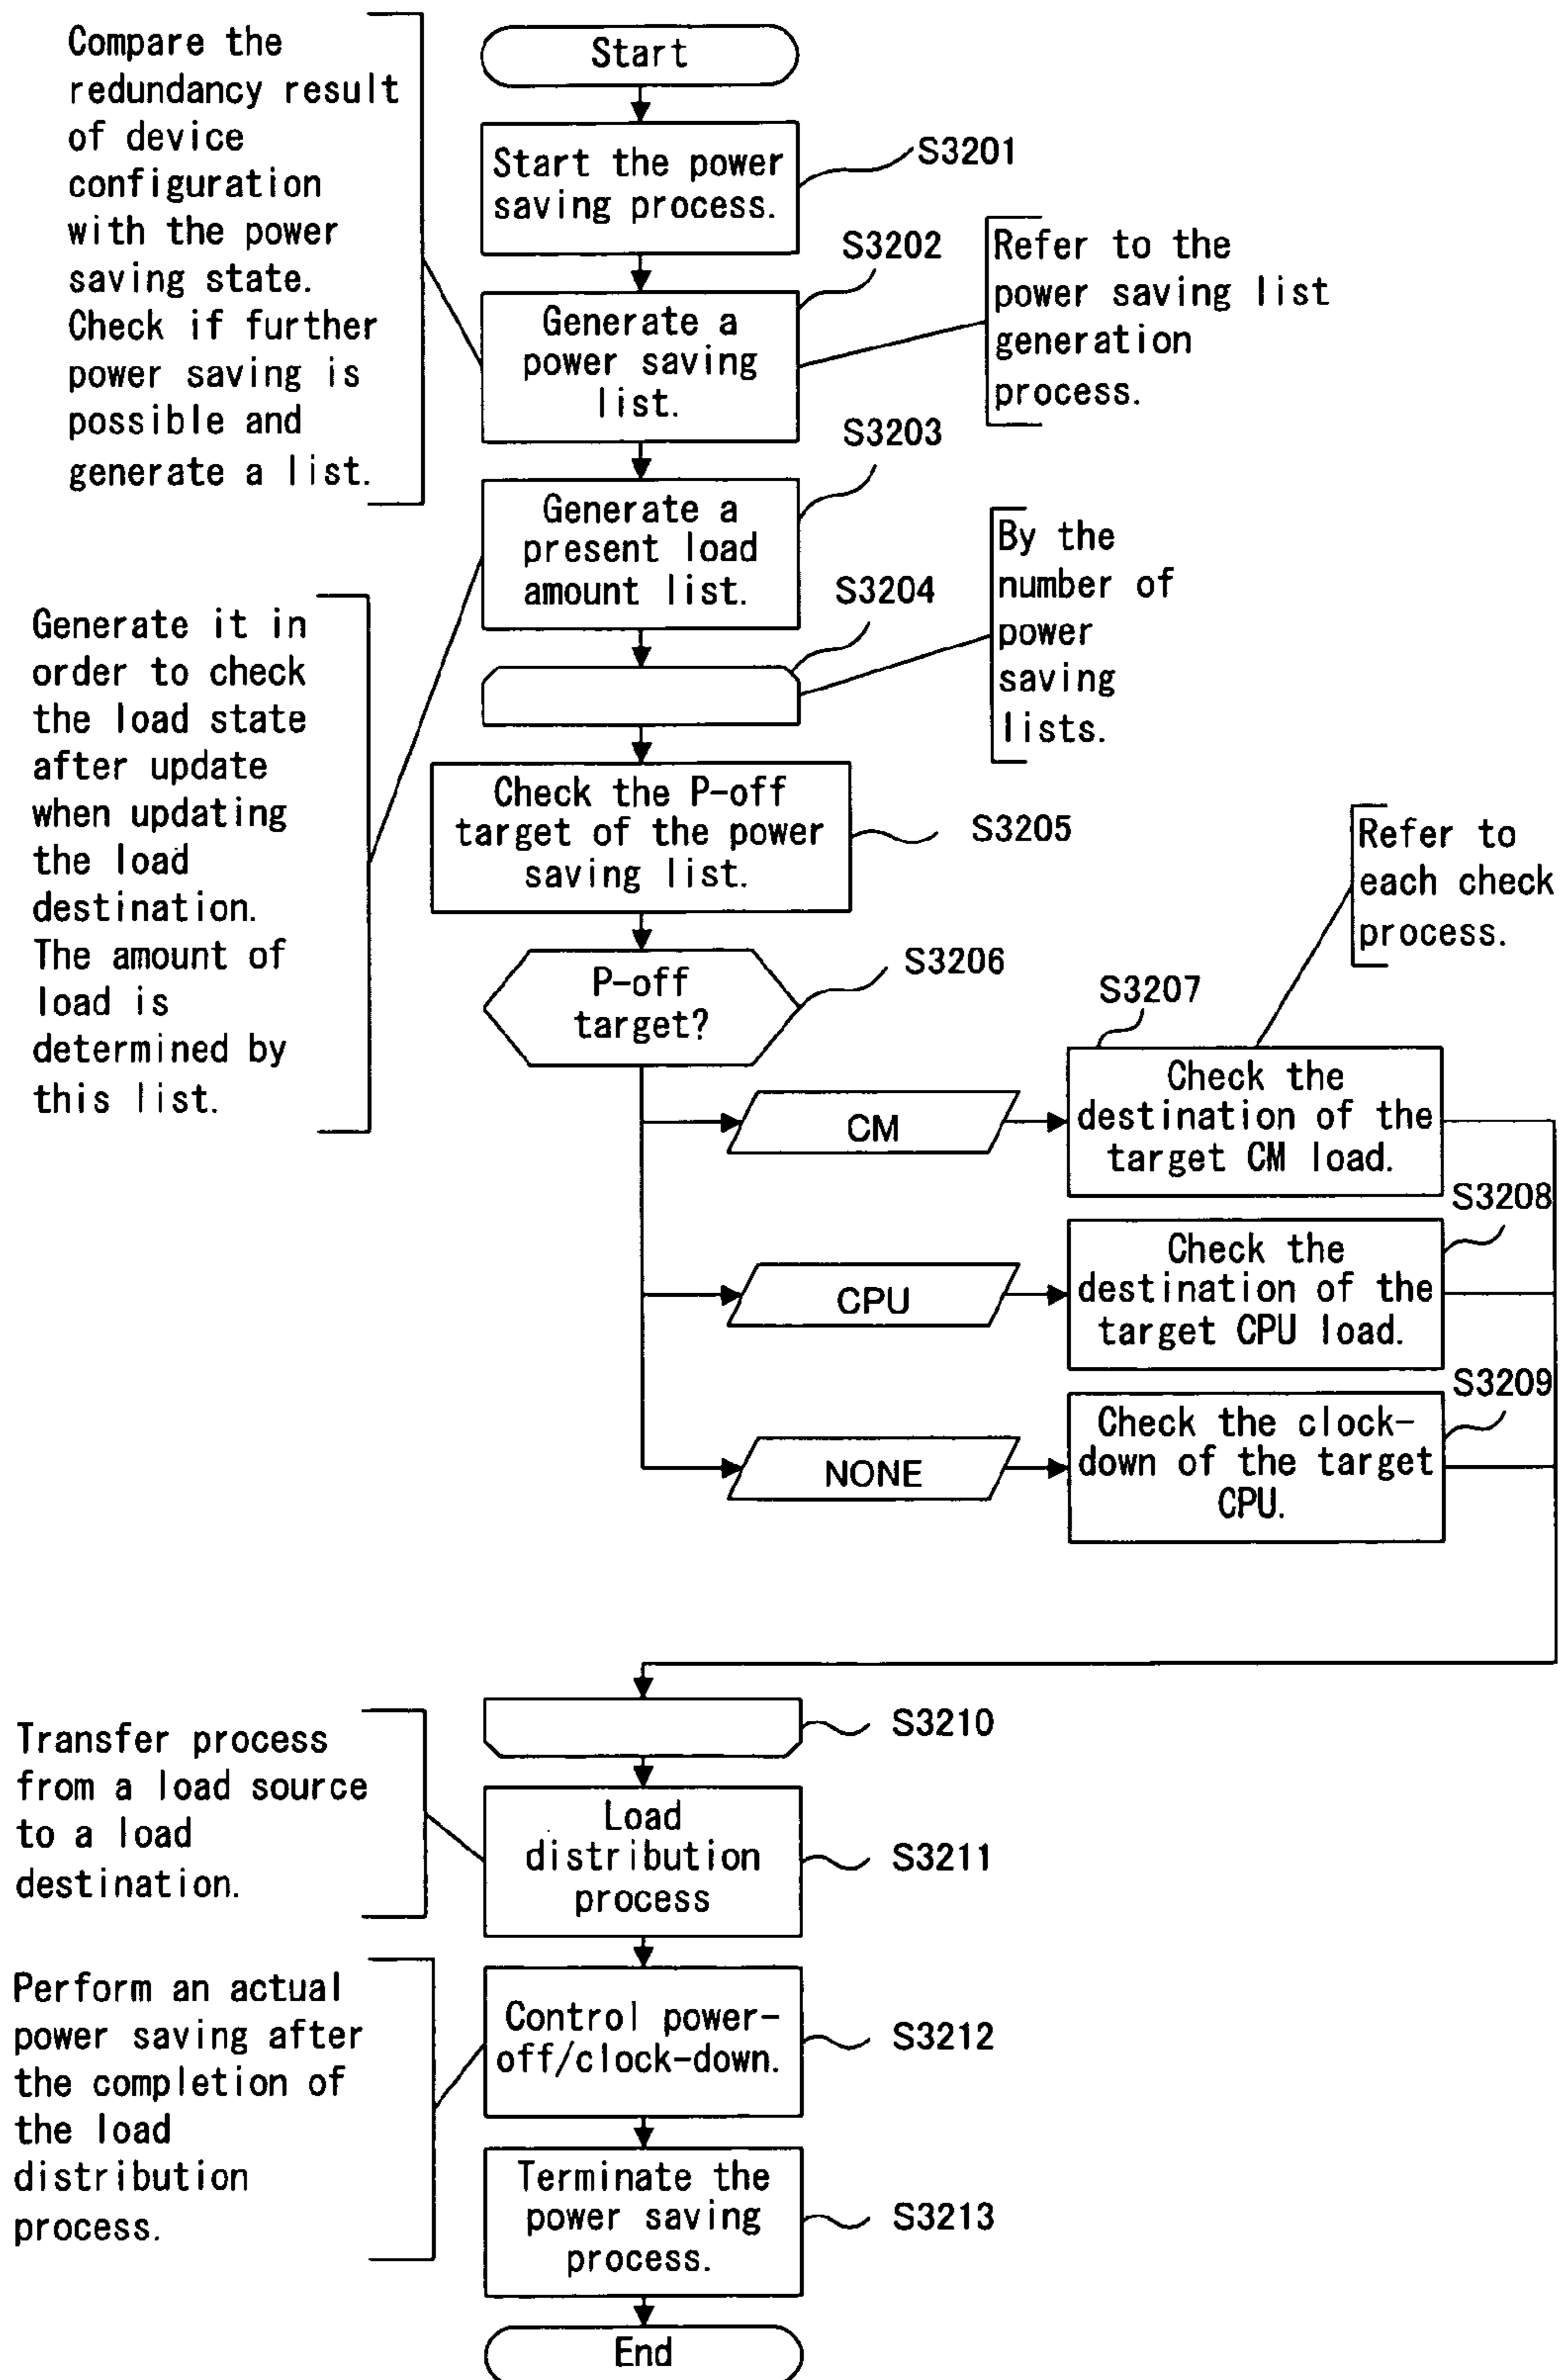 Compare the
redundancy result
of device
configuration
with the power
saving state.
Check if further
power saving is
possible and
generate a list.
Start
Start the power
saving process.
S3201
S3202
Generate a
power saving
list.
Refer to the
power saving list
generation
process.
S3203
Generate a
present load
amount list.
Generate it in
order to check
the load state
after update
when updating
the load
destination.
The amount of
load is
determined by
this list.
S3204
By the
number of
power
saving
lists.
Check the P-off
target of the power
saving list.
S3205
P-off
target?
S3206
Refer to
each check
process.
S3207
CM
Check the
destination of the
target CM load.
S3208
CPU
Check the
destination of the
target CPU load.
S3209
NONE
Check the clock-
down of the target
CPU.
S3210
Transfer process
from a load source
to a load
destination.
Load
distribution
process
S3211
Perform an actual
power saving after
the completion of
the load
distribution
process.
Control power-
off/clock-down.
S3212
Terminate the
power saving
process.
S3213
End